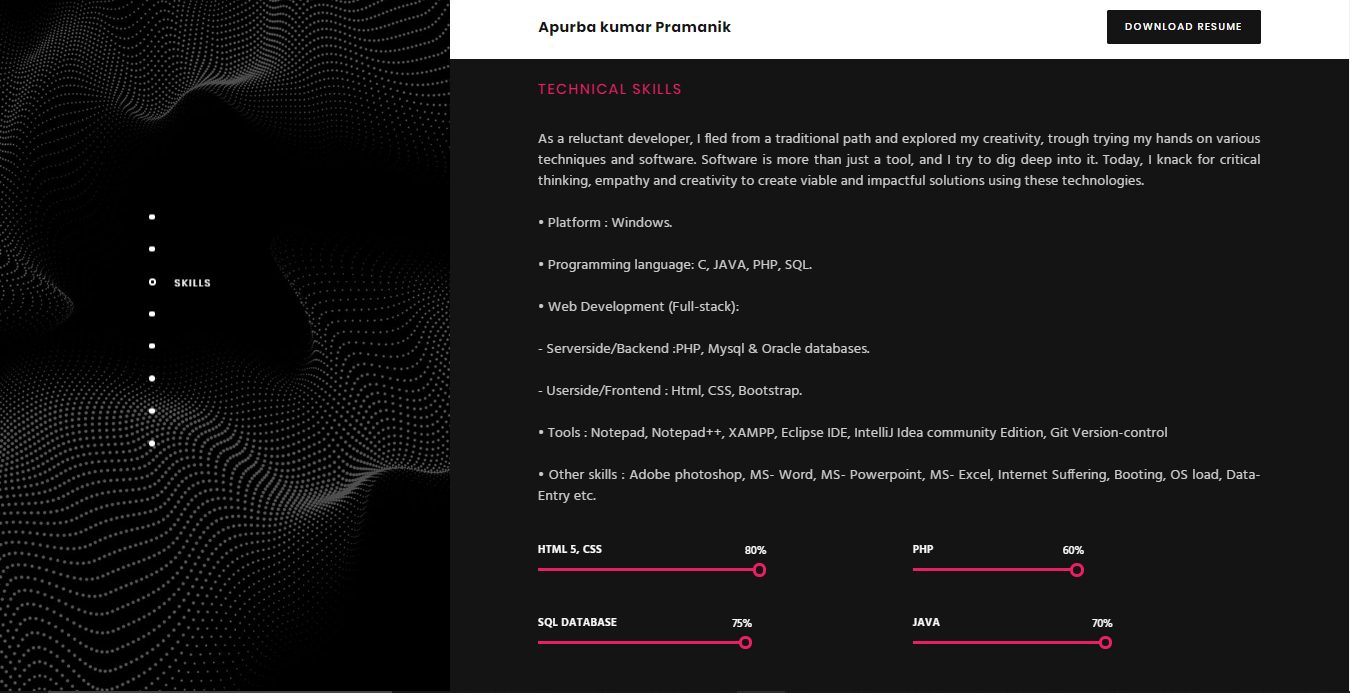 Apurba kumar Pramanik
DOWNLOAD RESUME
SKILLS
TECHNICAL SKILLS
As a reluctant developer, I fled from a traditional path and explored my creativity, trough trying my hands on various
techniques and software. Software is more than just a tool, and I try to dig deep into it. Today, I knack for critical
thinking, empathy and creativity to create viable and impactful solutions using these technologies.
• Platform : Windows.
• Programming language: C, JAVA, PHP, SQL.
• Web Development (Full-stack):
- Serverside/Backend :PHP, Mysql & Oracle databases.
- Userside/Frontend : Html, CSS, Bootstrap.
• Tools : Notepad, Notepad++, XAMPP, Eclipse IDE, IntelliJ Idea community Edition, Git Version-control
• Other skills : Adobe photoshop, MS- Word, MS- Powerpoint, MS- Excel, Internet Suffering, Booting, OS load, Data-
Entry etc.
HTML 5, CSS 80%
PHP 60%
SQL DATABASE 75%
JAVA 70%